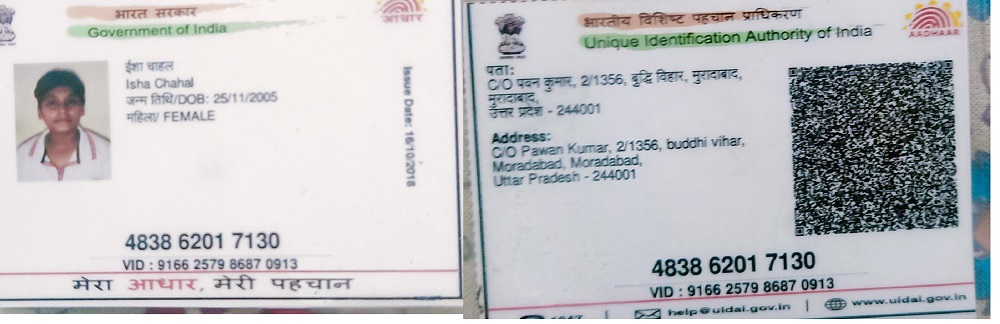 भारत सरकार
Government of India
आधार
ईशा चाहल
Isha Chahal
जन्म तिथि/DOB: 25/11/2005
महिला/ FEMALE
Issue Date: 16/10/2018
4838 6201 7130
VID : 9166 2579 8687 0913
मेरा आधार, मेरी पहचान
भारतीय विशिष्ट पहचान प्राधिकरण
Unique Identification Authority of India
AADHAAR
पता:
C/O पवन कुमार, 2/1356, बुद्धि विहार, मुरादाबाद,
मुरादाबाद,
उत्तर प्रदेश - 244001
Address:
C/O Pawan Kumar, 2/1356, buddhi vihar,
Moradabad, Moradabad,
Uttar Pradesh - 244001
4838 6201 7130
VID : 9166 2579 8687 0913
help@uidai.gov.in | www.uidai.gov.in